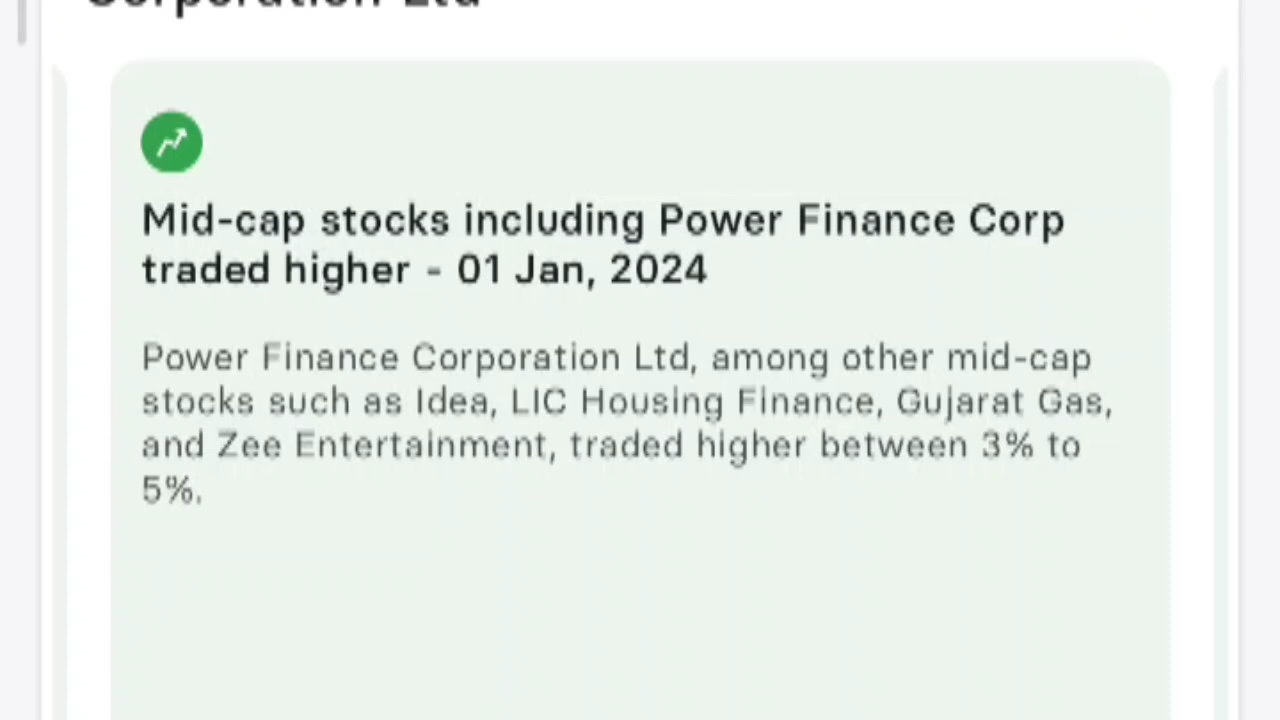 Corporation Ltd
Mid-cap stocks including Power Finance Corp
traded higher - 01 Jan, 2024
Power Finance Corporation Ltd, among other mid-cap
stocks such as Idea, LIC Housing Finance, Gujarat Gas,
and Zee Entertainment, traded higher between 3% to
5%.